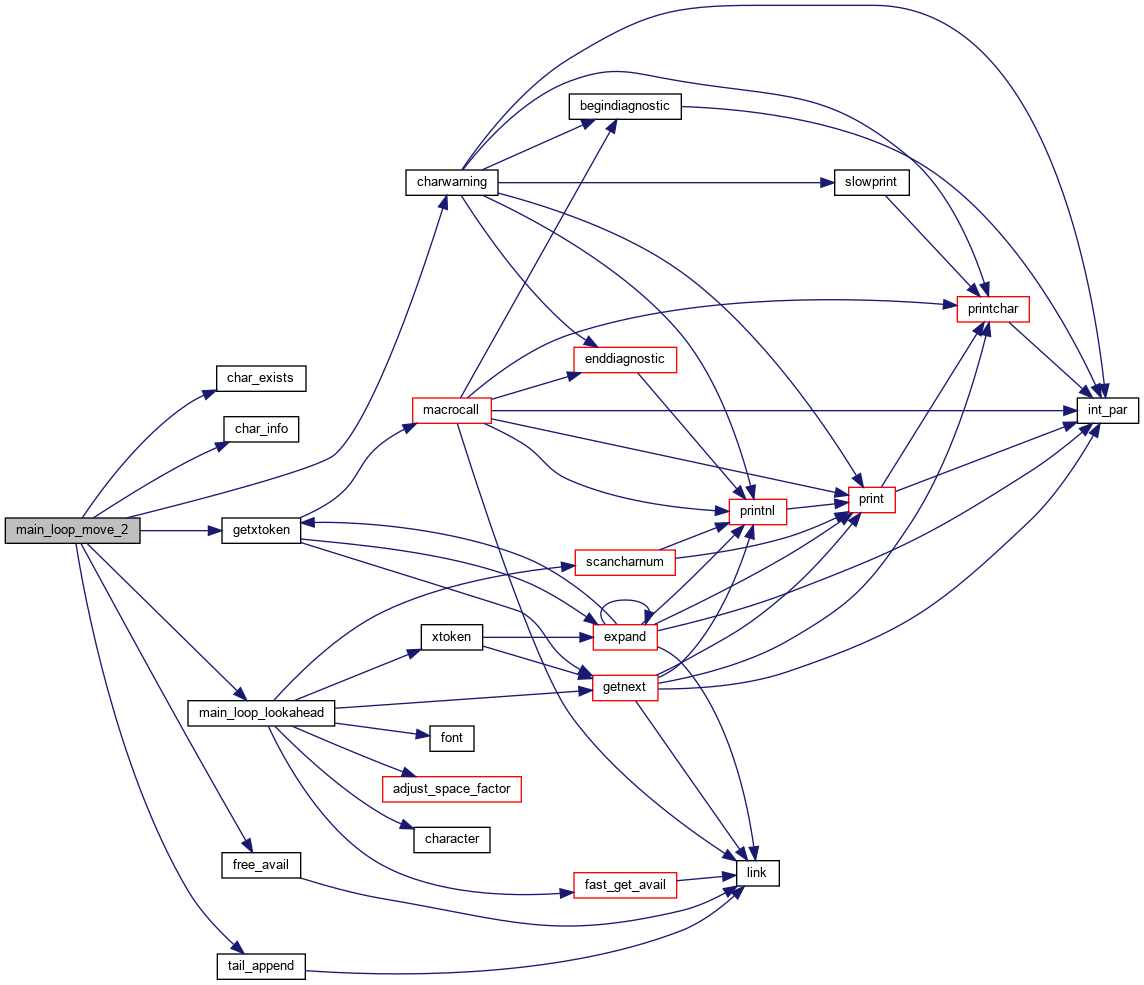 begindiagnostic
charwarning
slowprint
printchar
enddiagnostic
char_exists
macrocall
int_par
char_info
print
printnl
main_loop_move_2
getxtoken
scancharnum
xtoken
expand
getnext
main_loop_lookahead
font
adjust_space_factor
character
free_avail
link
fast_get_avail
tail_append